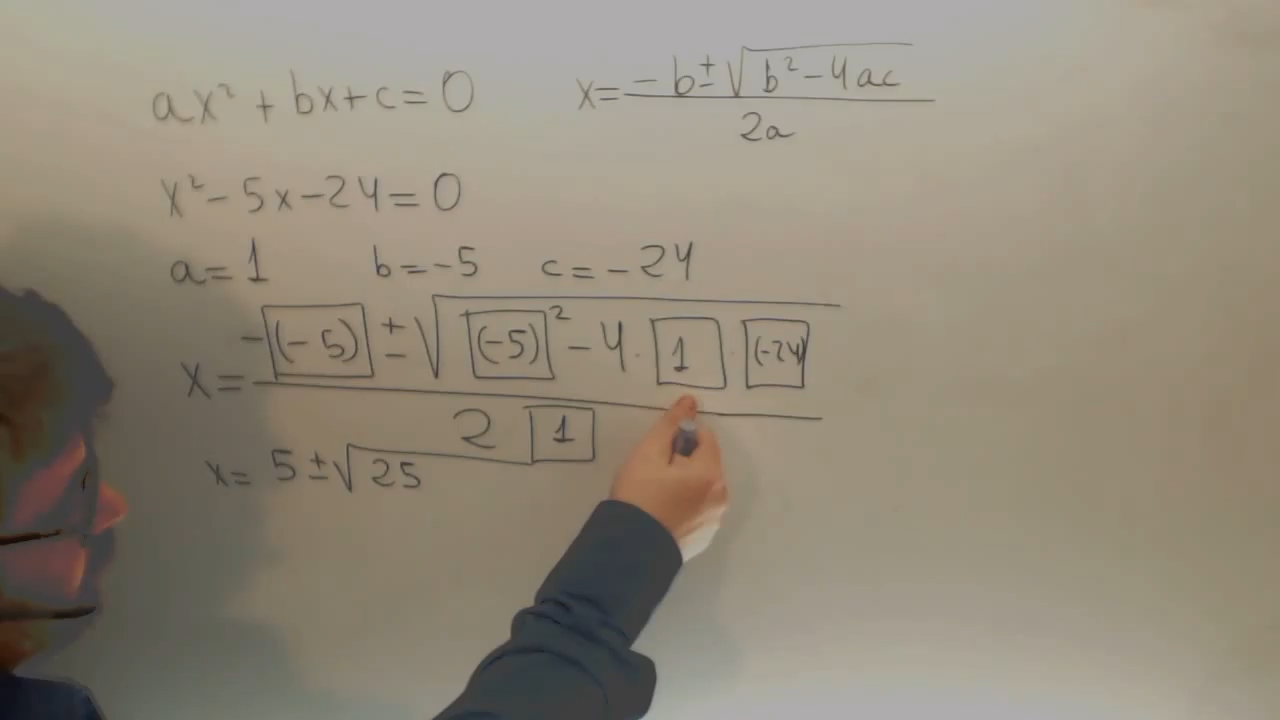 ax² + bx + c = 0
x = (-b ± √(b² - 4ac)) / 2a
x² - 5x - 24 = 0
a = 1 b = -5 c = -24
x = (-(-5) ± √((-5)² - 4 · 1 · (-24))) / 2 1
x = 5 ± √25